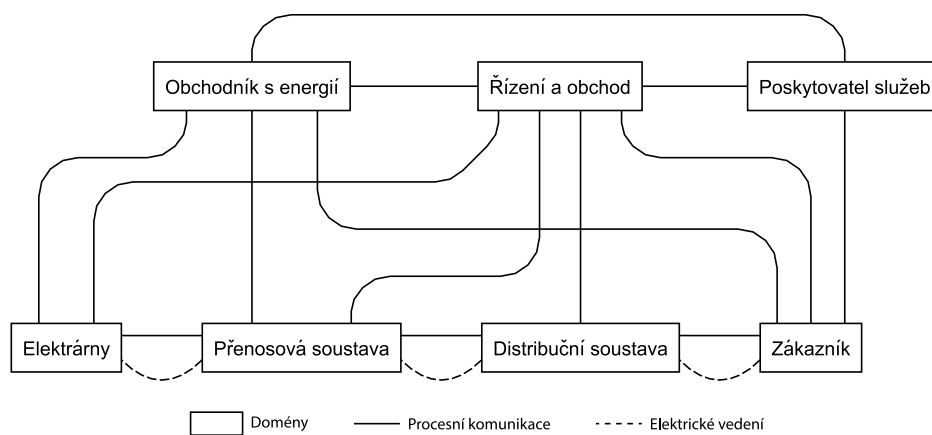 Obchodník s energií
Řízení a obchod
Poskytovatel služeb
Elektrárny
Přenosová soustava
Distribuční soustava
Zákazník
Domény
Procesní komunikace
Elektrické vedení